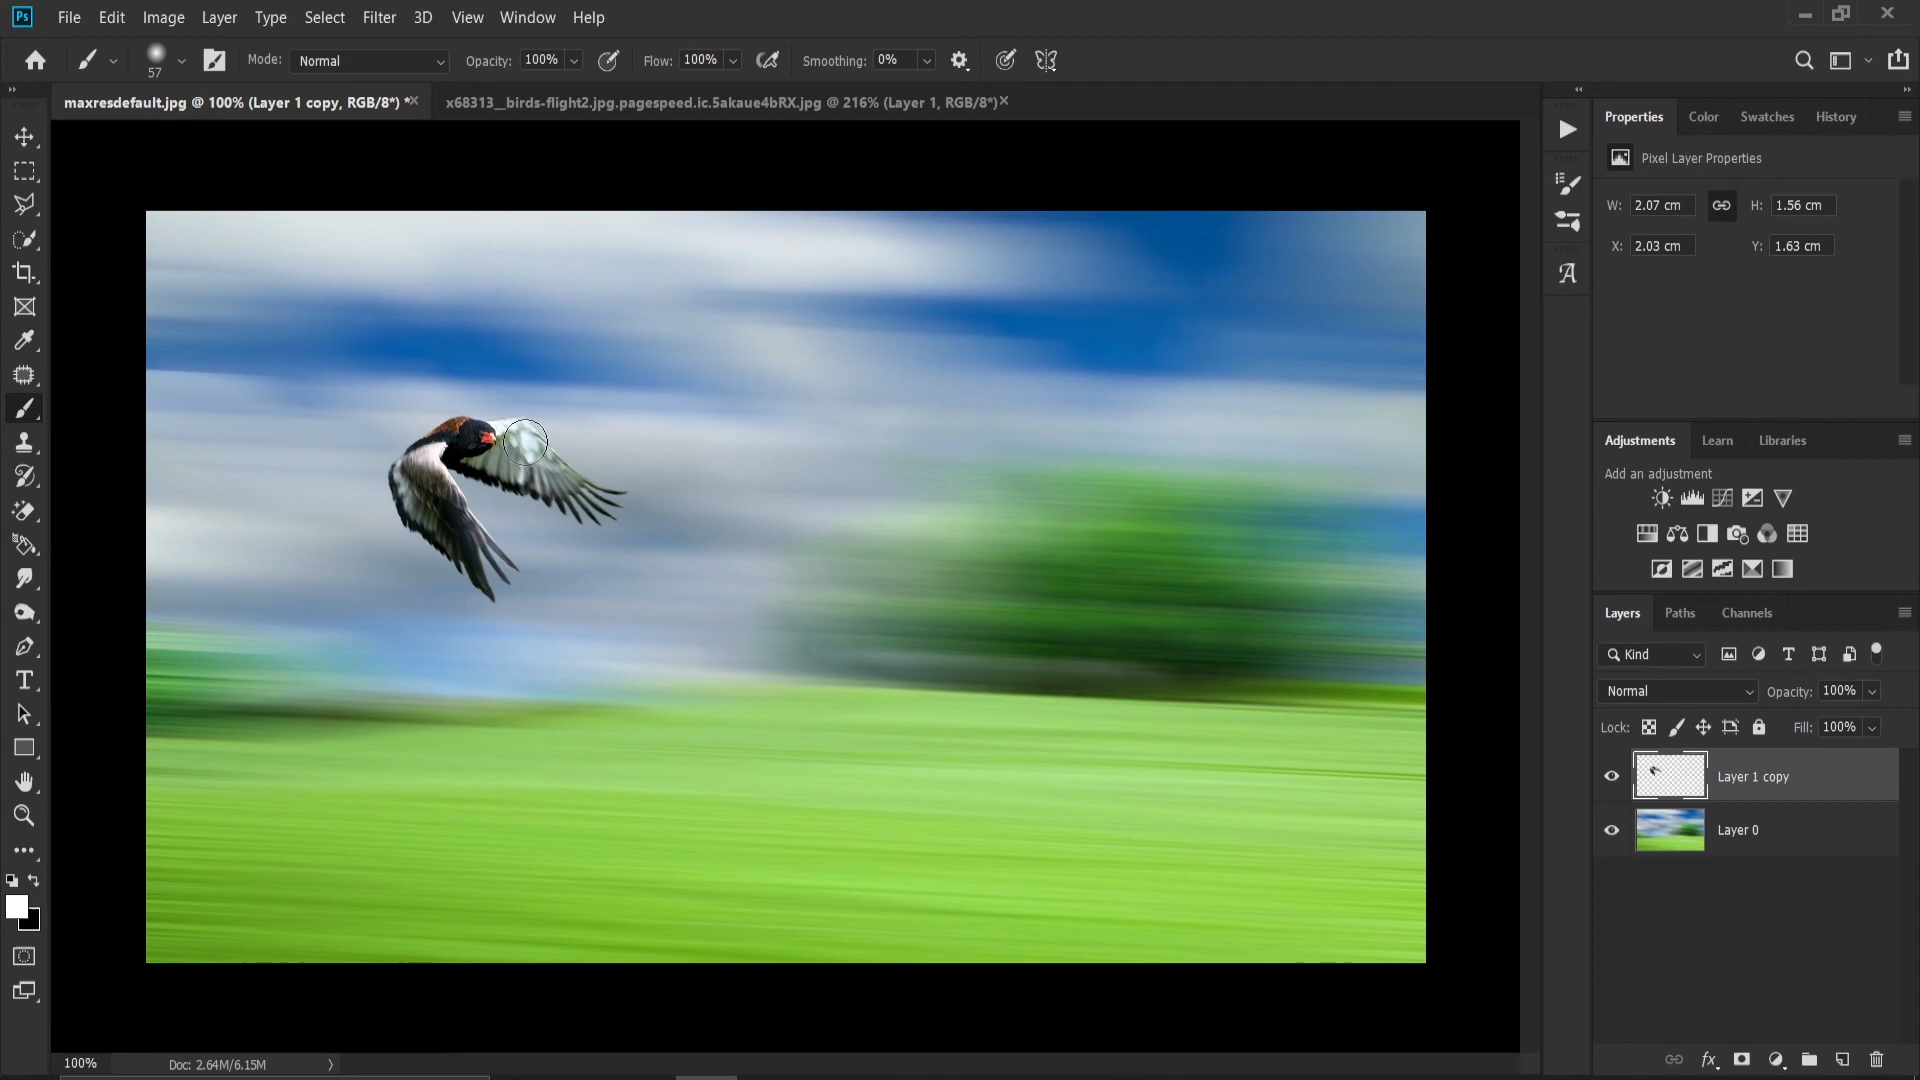 Ps File Edit Image Layer Type Select Filter 3D View Window Help
57 Mode: Normal Opacity: 100% Flow: 100% Smoothing: 0%
maxresdefault.jpg @ 100% (Layer 1 copy, RGB/8*) * x68313__birds-flight2.jpg.pagespeed.ic.5akaue4bRX.jpg @ 216% (Layer 1, RGB/8*)
Properties Color Swatches History
Pixel Layer Properties
W: 2.07 cm H: 1.56 cm
X: 2.03 cm Y: 1.63 cm
Adjustments Learn Libraries
Add an adjustment
Layers Paths Channels
Kind
Normal Opacity: 100%
Lock: Fill: 100%
Layer 1 copy
Layer 0
100% Doc: 2.64M/6.15M